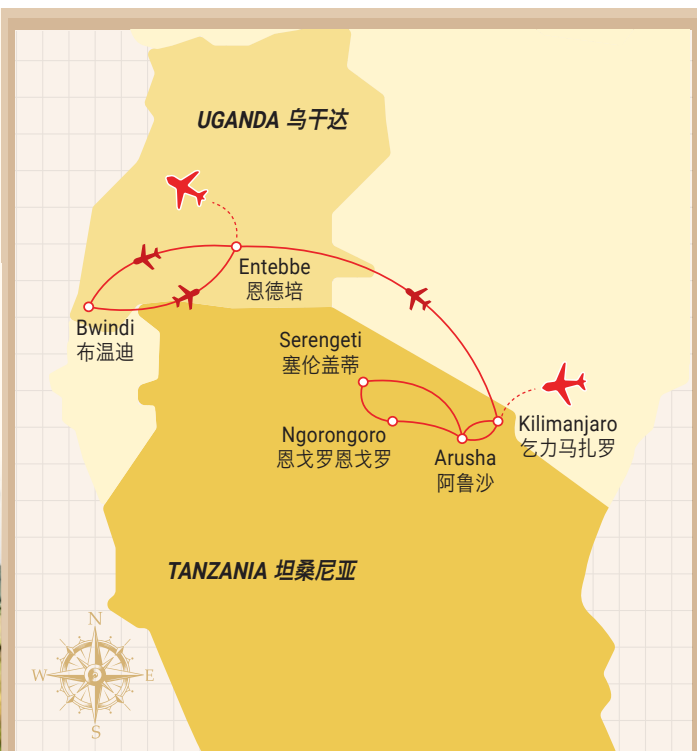 UGANDA 乌干达
Entebbe
恩德培
Bwindi
布温迪
Serengeti
塞伦盖蒂
Ngorongoro
恩戈罗恩戈罗
Arusha
阿鲁沙
Kilimanjaro
乞力马扎罗
TANZANIA 坦桑尼亚
N
W
E
S